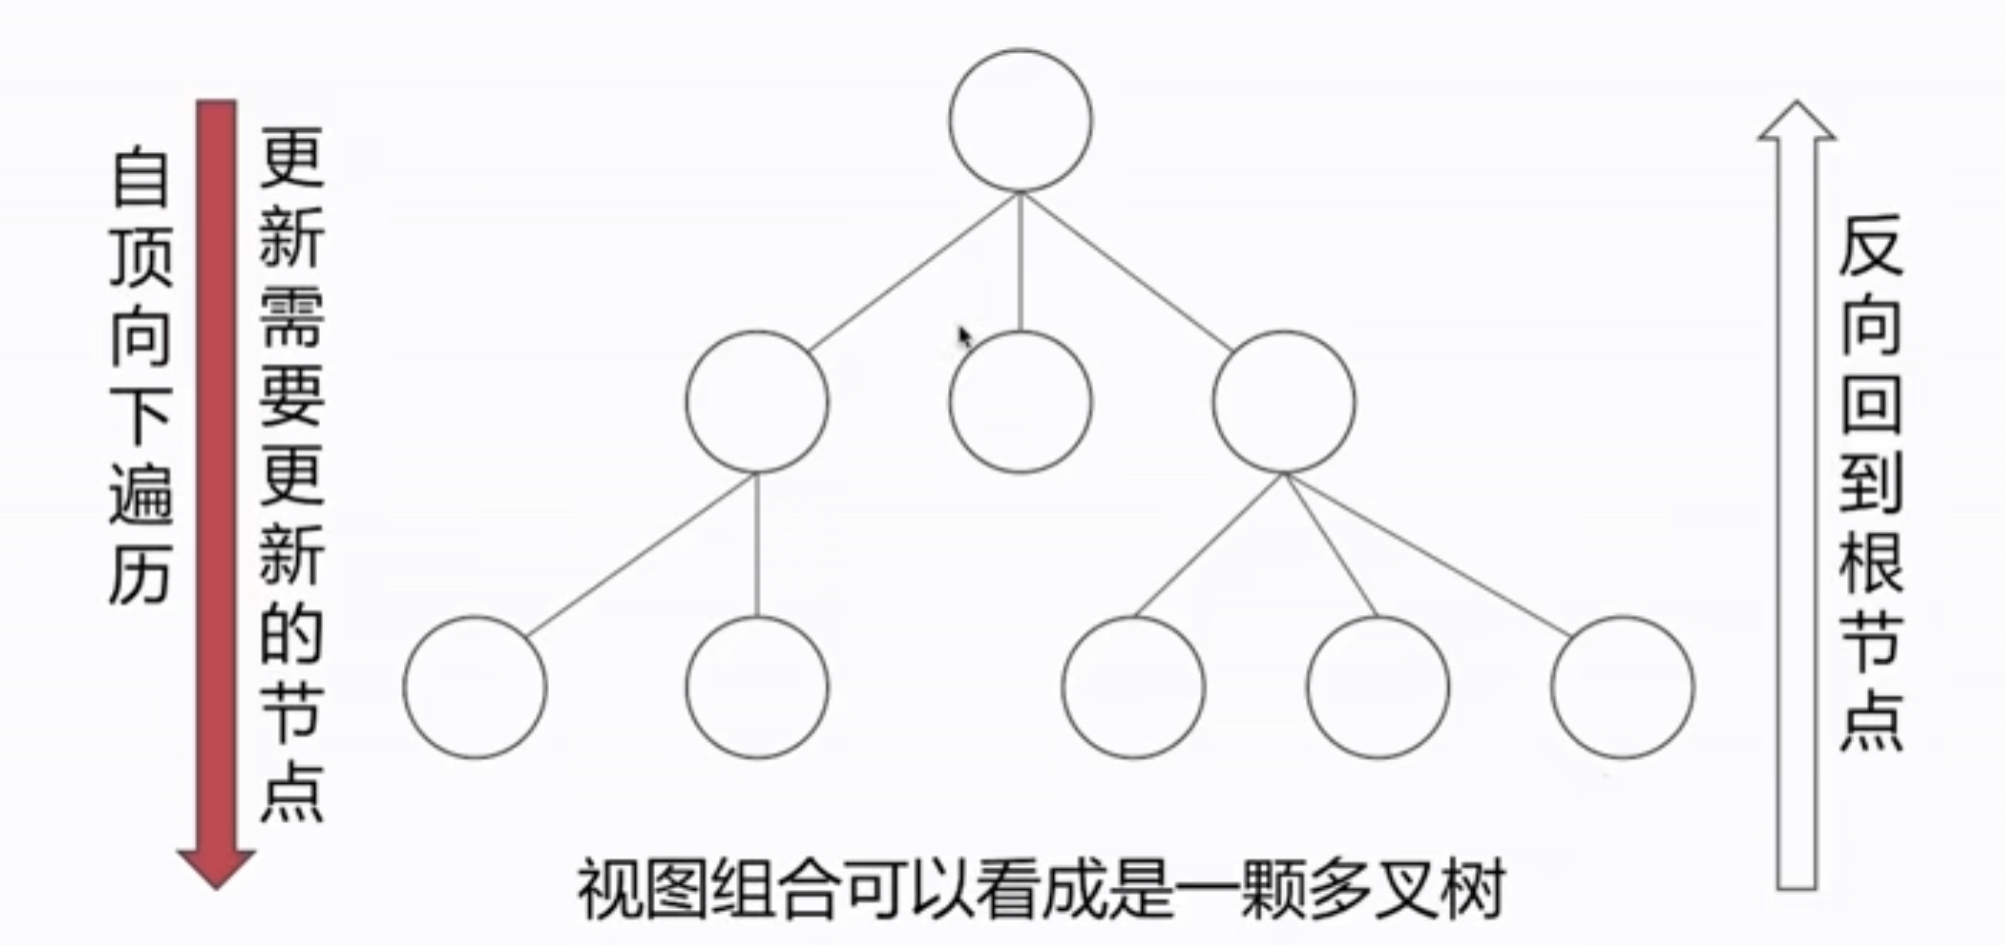 自顶向下遍历
更新需要更新的节点
反向回到根节点
视图组合可以看成是一颗多叉树